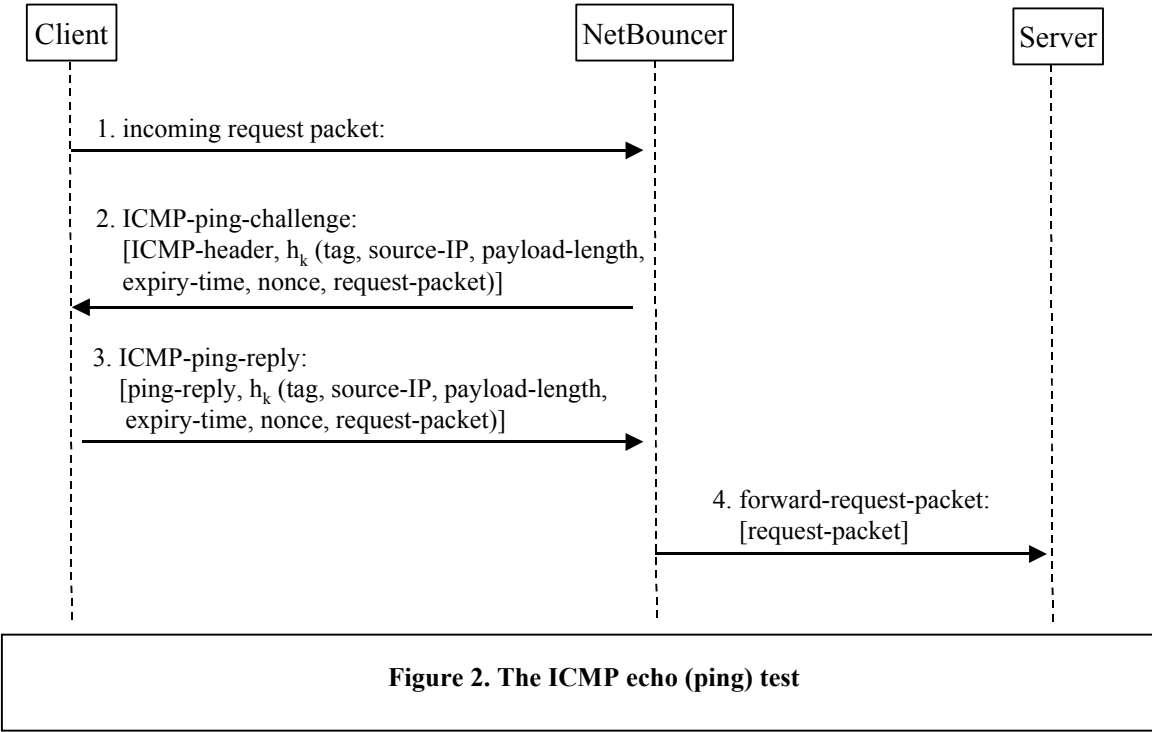 Client
NetBouncer
Server
1. incoming request packet:
2. ICMP-ping-challenge:
[ICMP-header, hk (tag, source-IP, payload-length,
expiry-time, nonce, request-packet)]
3. ICMP-ping-reply:
[ping-reply, hk (tag, source-IP, payload-length,
expiry-time, nonce, request-packet)]
4. forward-request-packet:
[request-packet]
Figure 2. The ICMP echo (ping) test